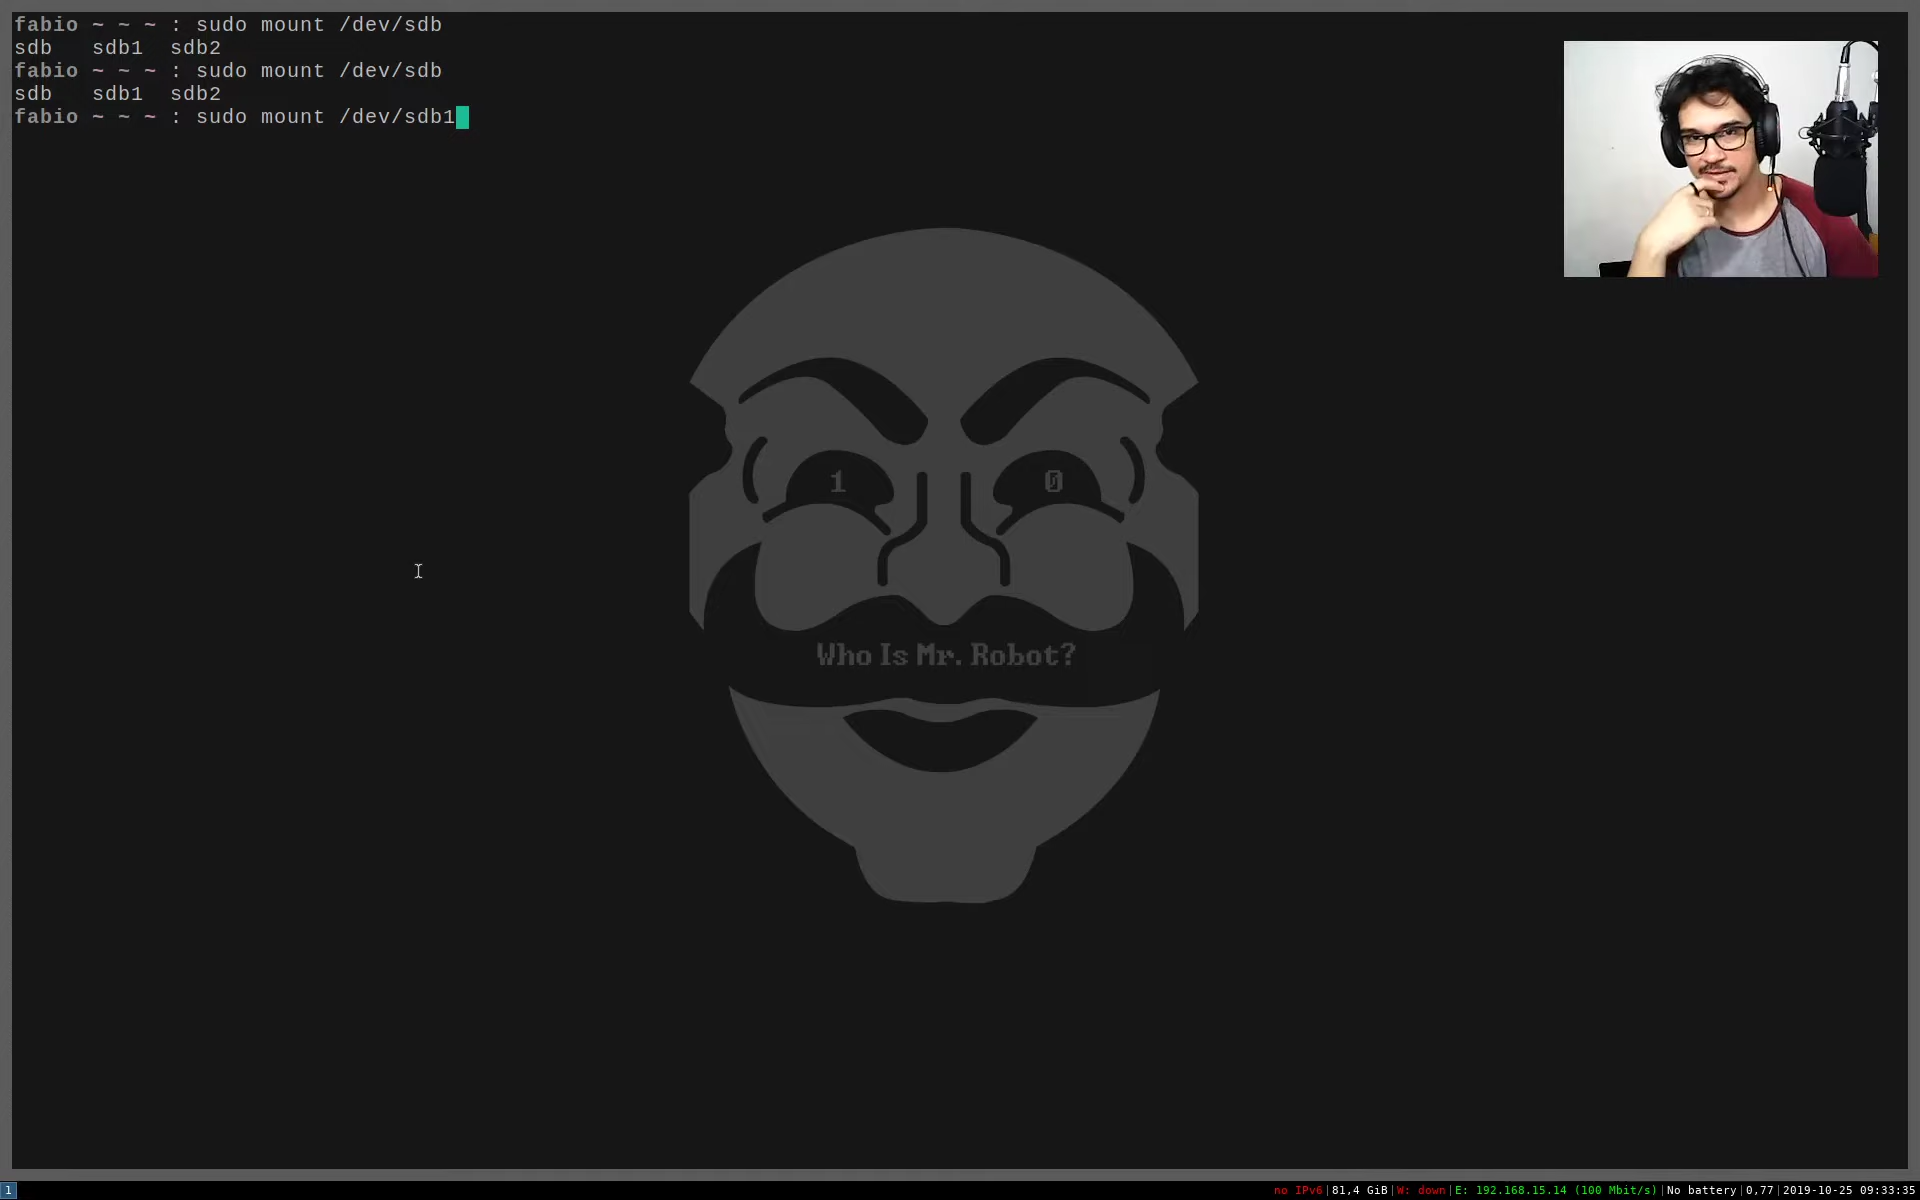 fabio ~ ~ ~ : sudo mount /dev/sdb
sdb sdb1 sdb2
fabio ~ ~ ~ : sudo mount /dev/sdb
sdb sdb1 sdb2
fabio ~ ~ ~ : sudo mount /dev/sdb1
1 0
Who Is Mr. Robot?
1 no IPv6|81,4 GiB|W: down|E: 192.168.15.14 (100 Mbit/s)|No battery|0,77|2019-10-25 09:33:35